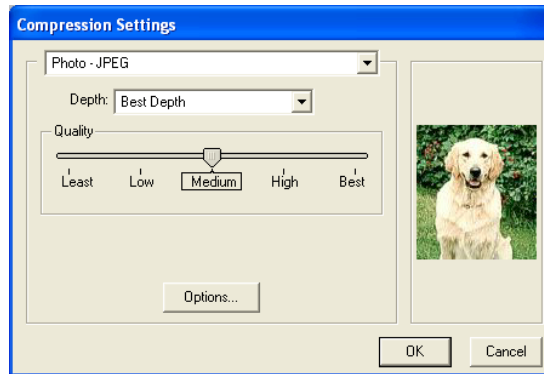 Compression Settings
Photo - JPEG
Depth: Best Depth
Quality
Least Low Medium High Best
Options...
OK Cancel